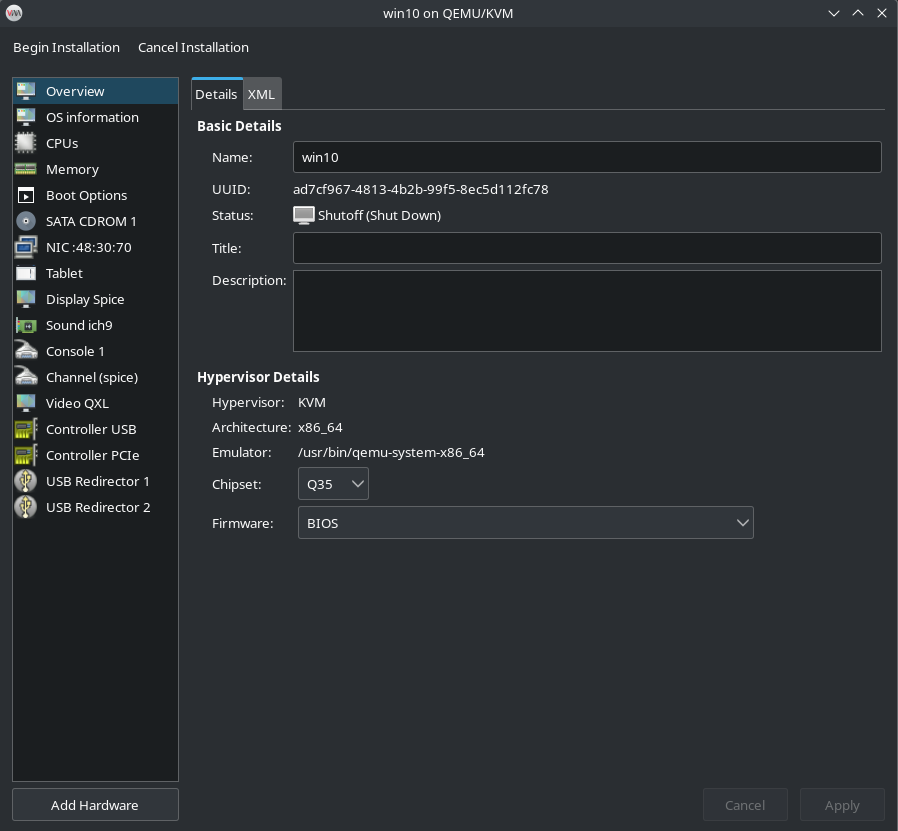 win10 on QEMU/KVM
Begin Installation Cancel Installation
Overview
OS information
CPUs
Memory
Boot Options
SATA CDROM 1
NIC :48:30:70
Tablet
Display Spice
Sound ich9
Console 1
Channel (spice)
Video QXL
Controller USB
Controller PCIe
USB Redirector 1
USB Redirector 2
Add Hardware
Details XML
Basic Details
Name: win10
UUID: ad7cf967-4813-4b2b-99f5-8ec5d112fc78
Status: Shutoff (Shut Down)
Title:
Description:
Hypervisor Details
Hypervisor: KVM
Architecture: x86_64
Emulator: /usr/bin/qemu-system-x86_64
Chipset: Q35
Firmware: BIOS
Cancel Apply